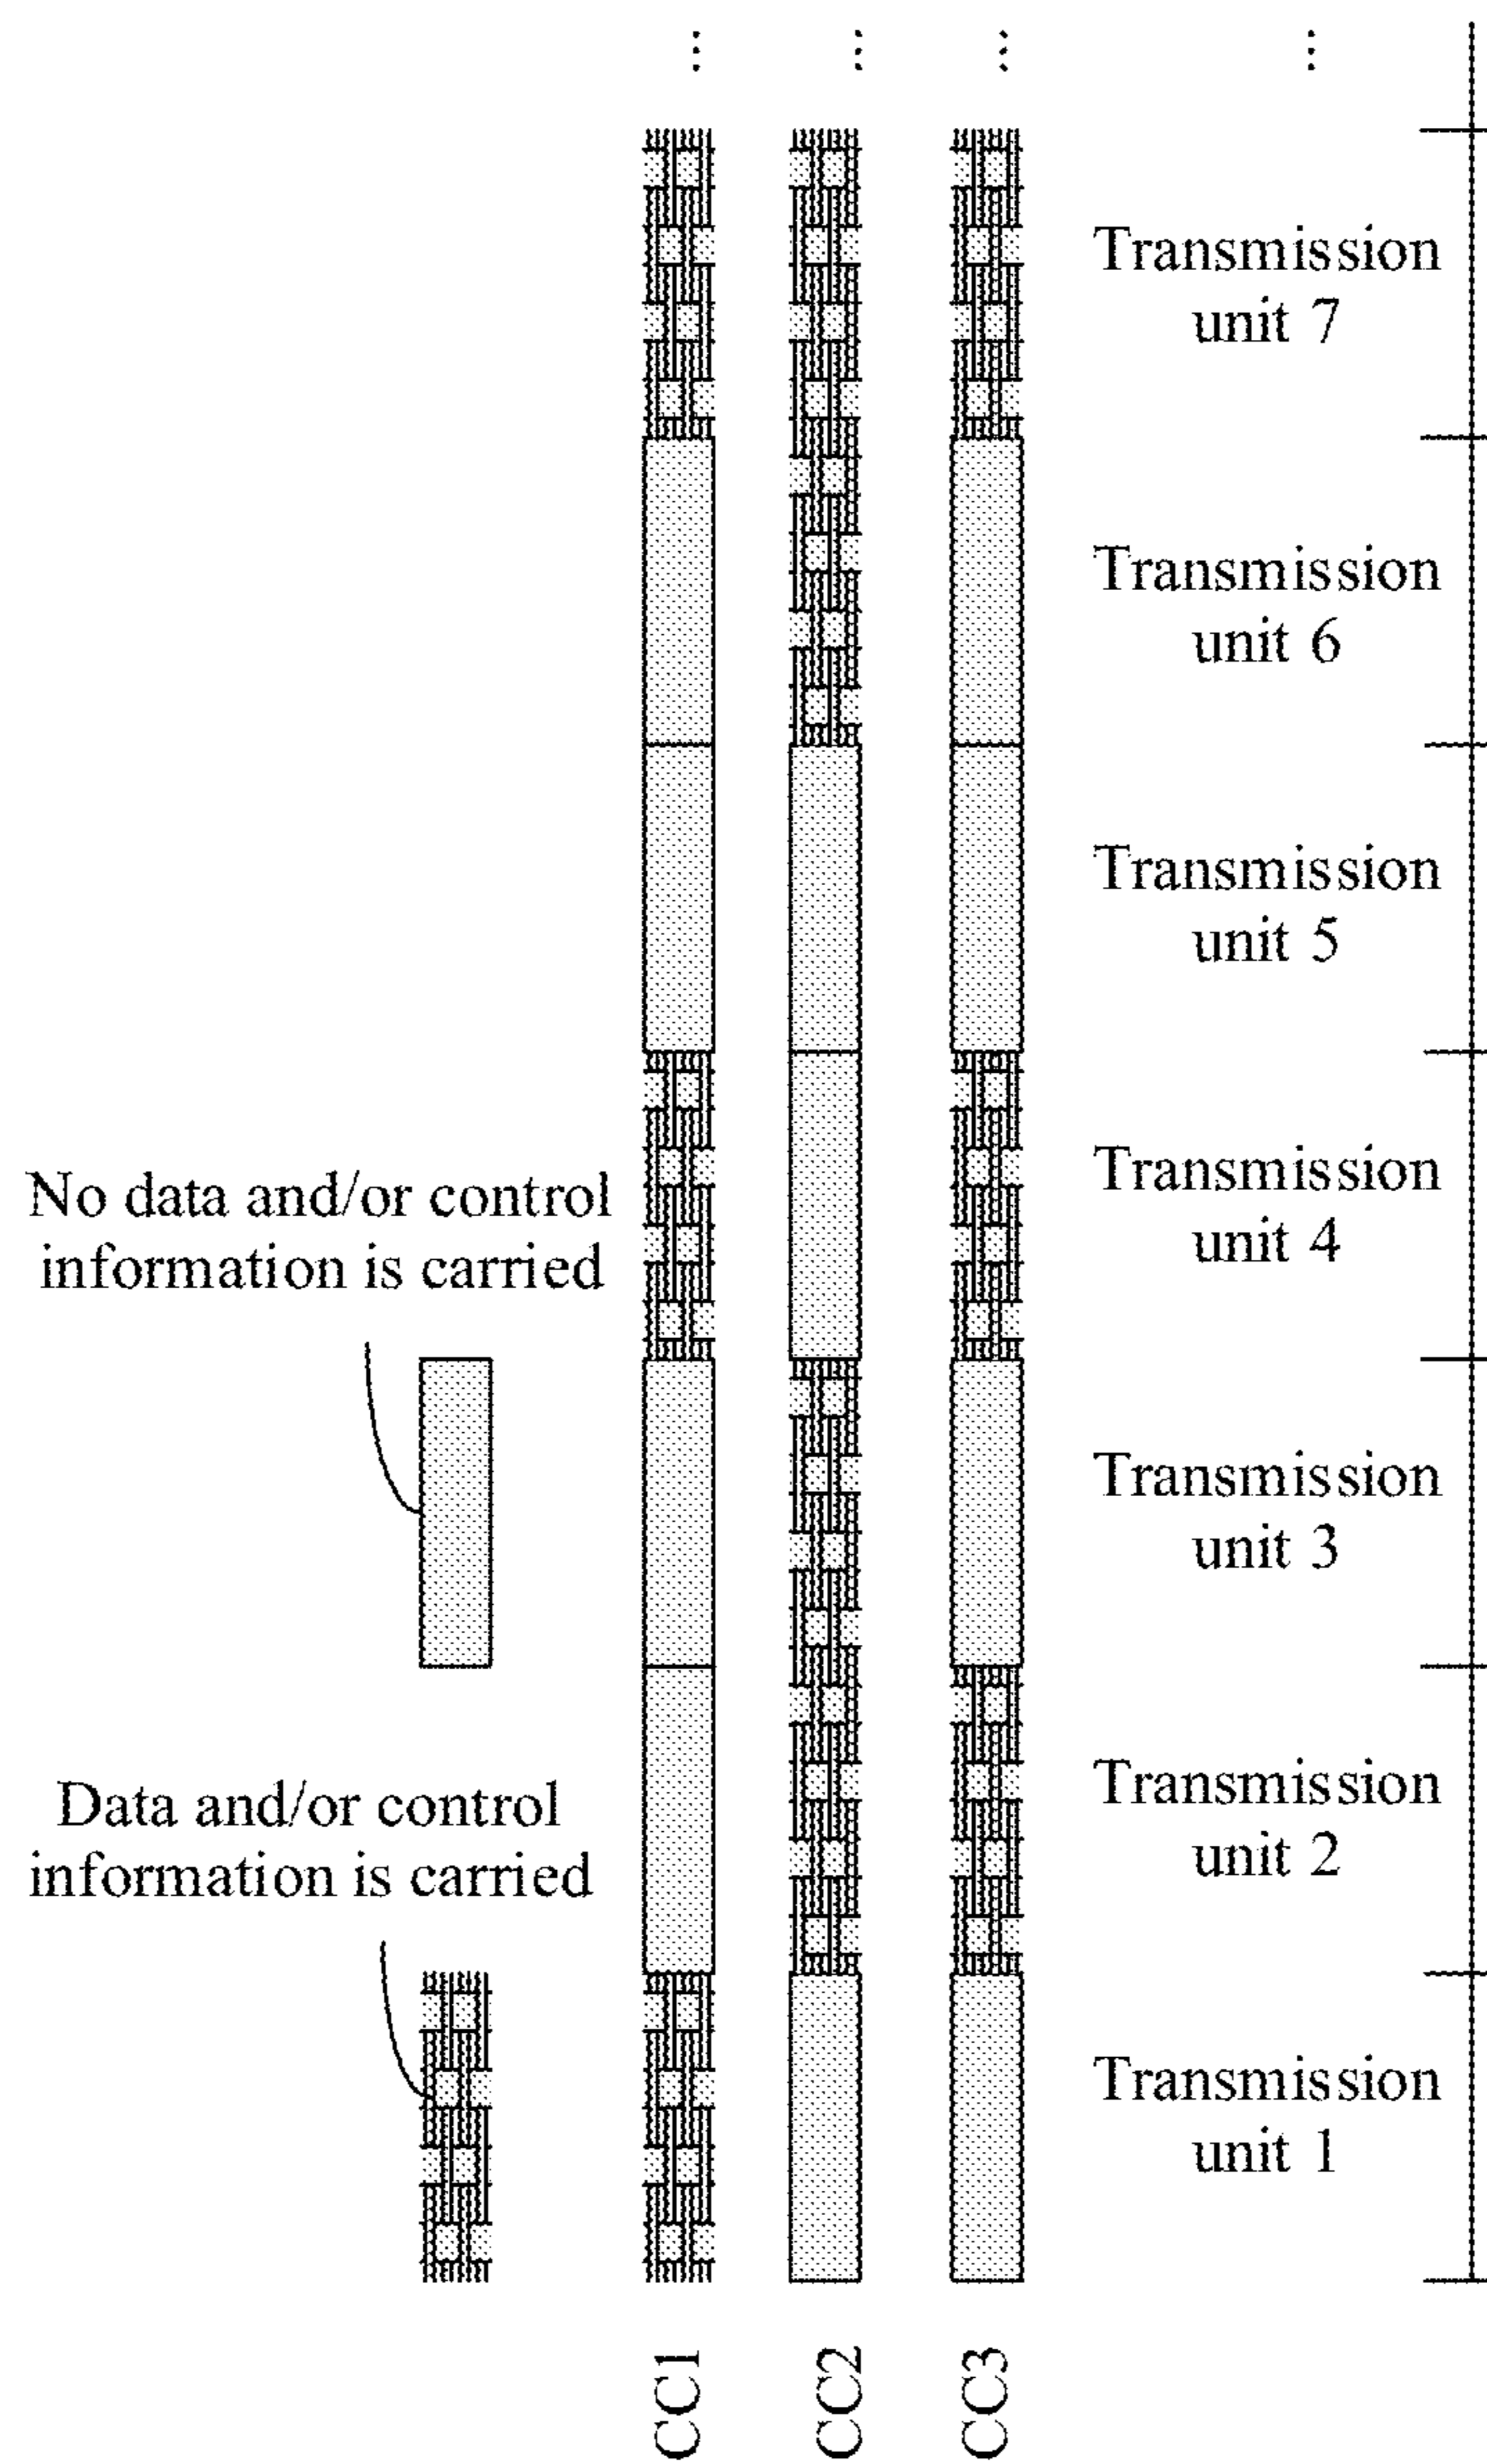 ...
...
...
...
Transmission
unit 7
Transmission
unit 6
Transmission
unit 5
Transmission
unit 4
No data and/or control
information is carried
Transmission
unit 3
Transmission
unit 2
Data and/or control
information is carried
Transmission
unit 1
CC1
CC2
CC3